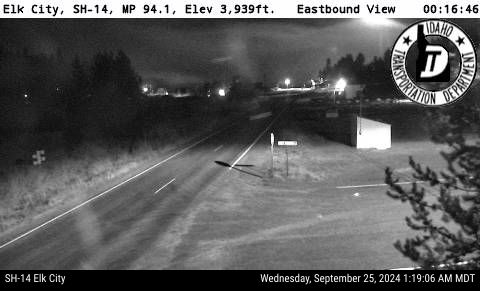 Elk City, SH-14, MP 94.1, Elev 3,939ft. Eastbound View 00:16:46
IDAHO
TRANSPORTATION DEPARTMENT
SH-14 Elk City Wednesday, September 25, 2024 1:19:06 AM MDT